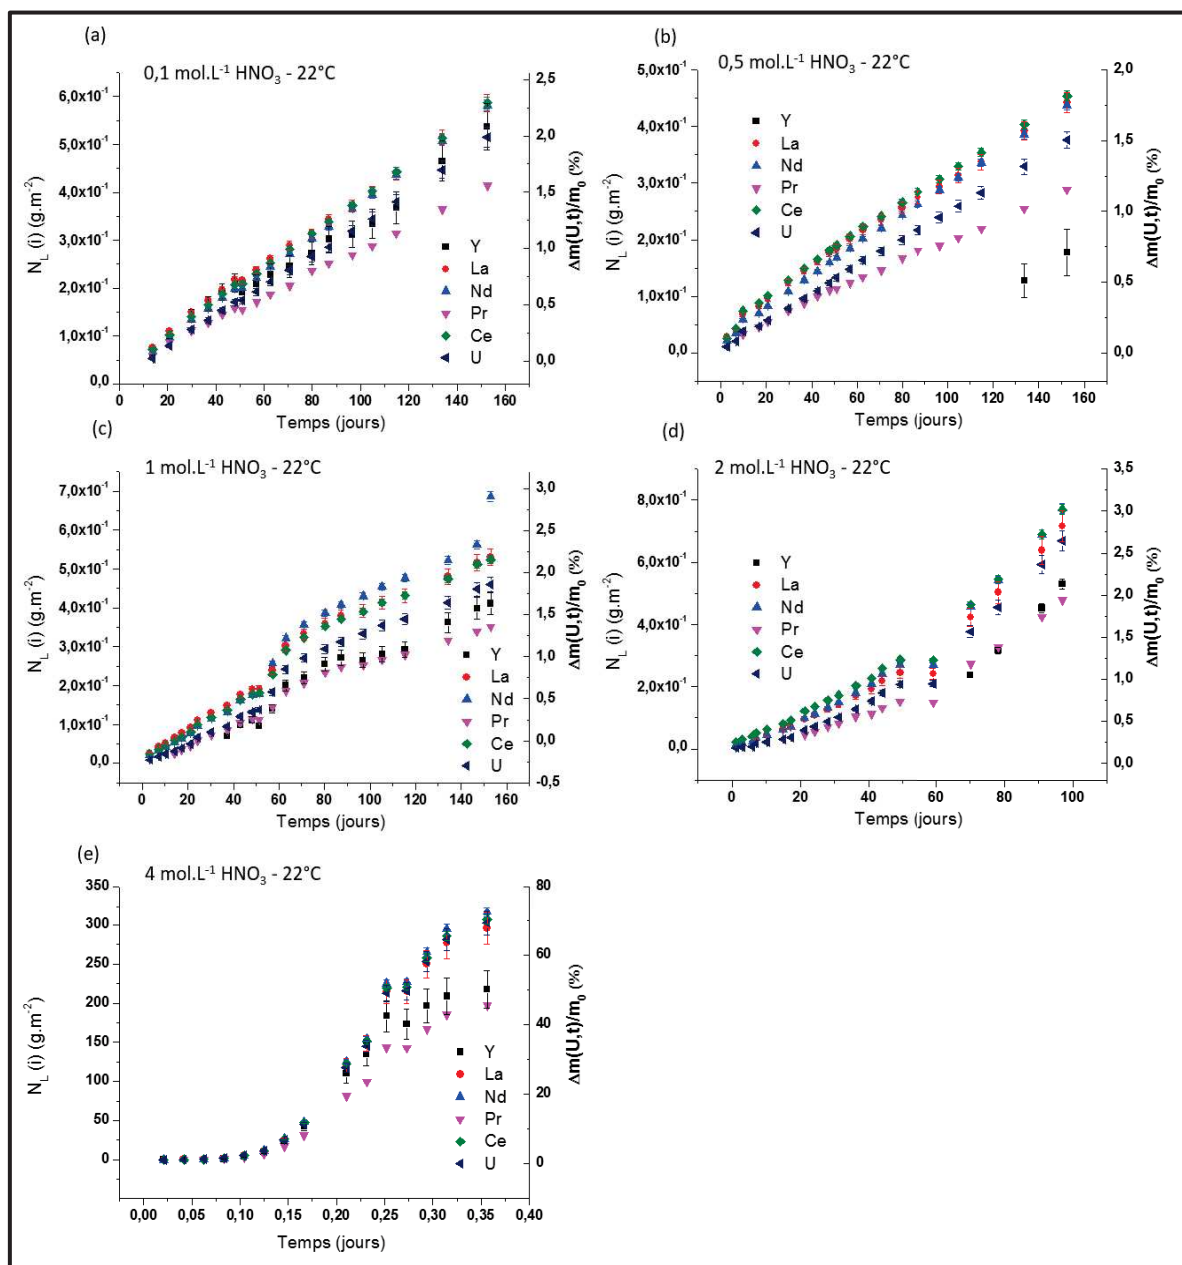 (a)
0,1 mol.L⁻¹ HNO₃ - 22°C
N_L (i) (g.m⁻²)
6,0x10⁻¹
5,0x10⁻¹
4,0x10⁻¹
3,0x10⁻¹
2,0x10⁻¹
1,0x10⁻¹
0,0
2,5
2,0
1,5
1,0
0,5
0,0
Δm(U,t)/m₀ (%)
Y
La
Nd
Pr
Ce
U
0 20 40 60 80 100 120 140 160
Temps (jours)
(b)
0,5 mol.L⁻¹ HNO₃ - 22°C
N_L (i) (g.m⁻²)
5,0x10⁻¹
4,0x10⁻¹
3,0x10⁻¹
2,0x10⁻¹
1,0x10⁻¹
0,0
2,0
1,5
1,0
0,5
0,0
Δm(U,t)/m₀ (%)
Y
La
Nd
Pr
Ce
U
0 20 40 60 80 100 120 140 160
Temps (jours)
(c)
1 mol.L⁻¹ HNO₃ - 22°C
N_L (i) (g.m⁻²)
7,0x10⁻¹
6,0x10⁻¹
5,0x10⁻¹
4,0x10⁻¹
3,0x10⁻¹
2,0x10⁻¹
1,0x10⁻¹
0,0
3,0
2,5
2,0
1,5
1,0
0,5
0,0
-0,5
Δm(U,t)/m₀ (%)
Y
La
Nd
Pr
Ce
U
0 20 40 60 80 100 120 140 160
Temps (jours)
(d)
2 mol.L⁻¹ HNO₃ - 22°C
N_L (i) (g.m⁻²)
8,0x10⁻¹
6,0x10⁻¹
4,0x10⁻¹
2,0x10⁻¹
0,0
3,5
3,0
2,5
2,0
1,5
1,0
0,5
0,0
Δm(U,t)/m₀ (%)
Y
La
Nd
Pr
Ce
U
0 20 40 60 80 100
Temps (jours)
(e)
4 mol.L⁻¹ HNO₃ - 22°C
N_L (i) (g.m⁻²)
350
300
250
200
150
100
50
0
80
60
40
20
0
Δm(U,t)/m₀ (%)
Y
La
Nd
Pr
Ce
U
0,00 0,05 0,10 0,15 0,20 0,25 0,30 0,35 0,40
Temps (jours)